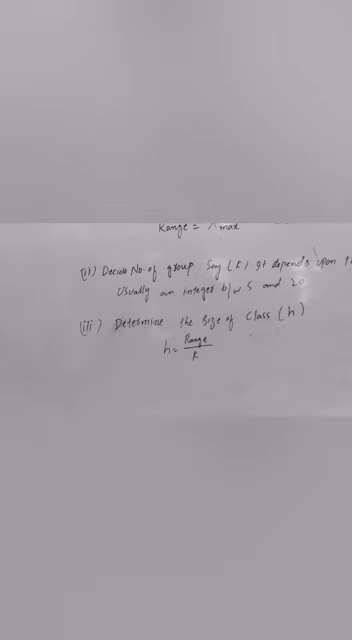 Range = Xmax
(ii) Decide No. of group Say (K). It depends upon
Usually an integer b/w 5 and 20
(iii) Determine the Size of Class (h)
h = Range / K